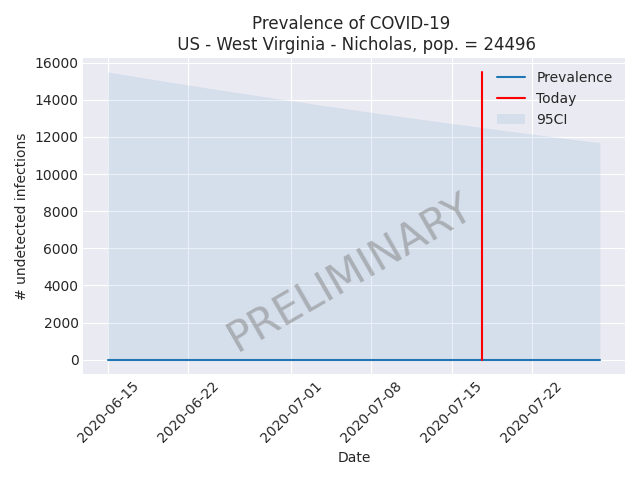 Prevalence of COVID-19
US - West Virginia - Nicholas, pop. = 24496
16000
14000
12000
10000
8000
6000
4000
2000
0
# undetected infections
Prevalence
Today
95CI
PRELIMINARY
2020-06-15
2020-06-22
2020-07-01
2020-07-08
2020-07-15
2020-07-22
Date